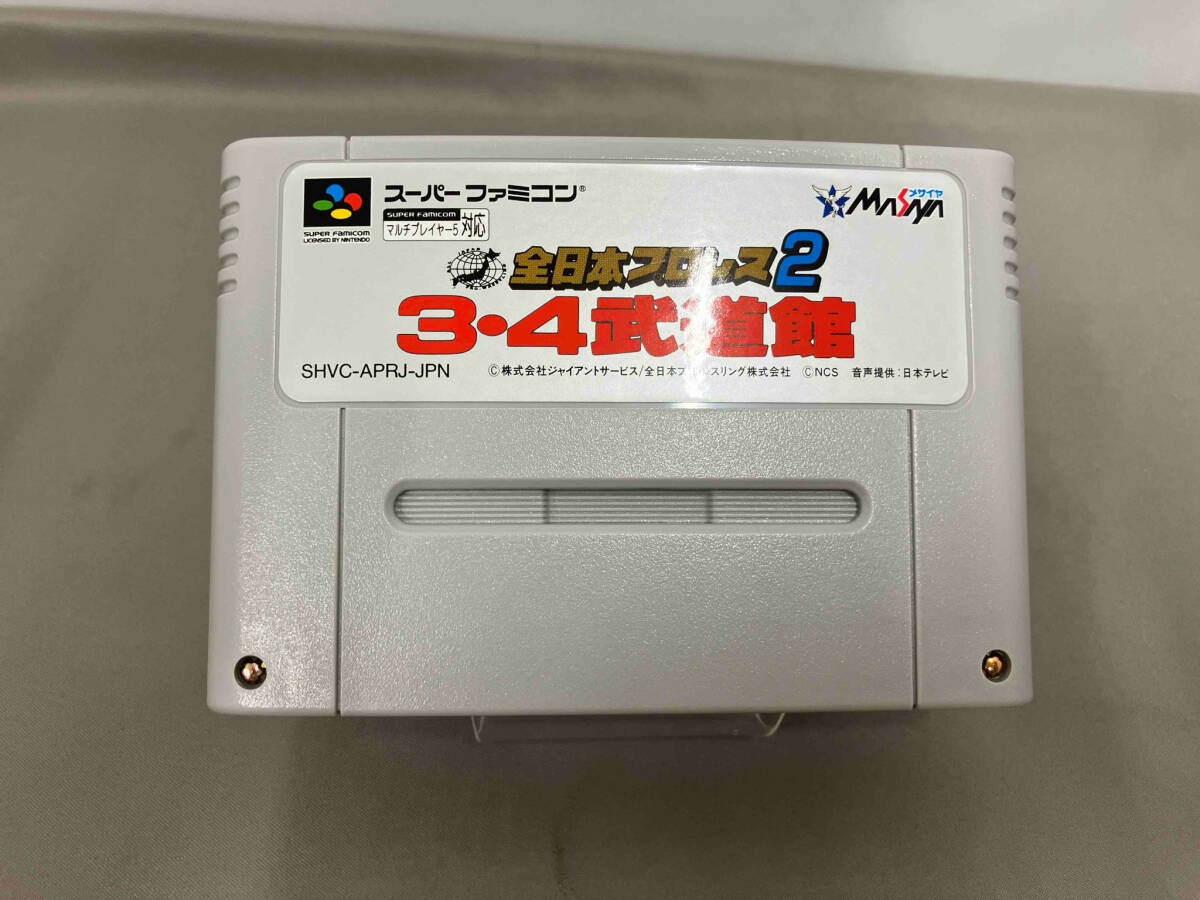 スーパーファミコン®
SUPER FAMICOM
マルチプレイヤー5 対応
SUPER FAMICOM
LICENSED BY NINTENDO
メサイヤ
MASAYA
全日本プロレス2
3・4武道館
SHVC-APRJ-JPN
©株式会社ジャイアントサービス/全日本プロレスリング株式会社 ©NCS 音声提供:日本テレビ